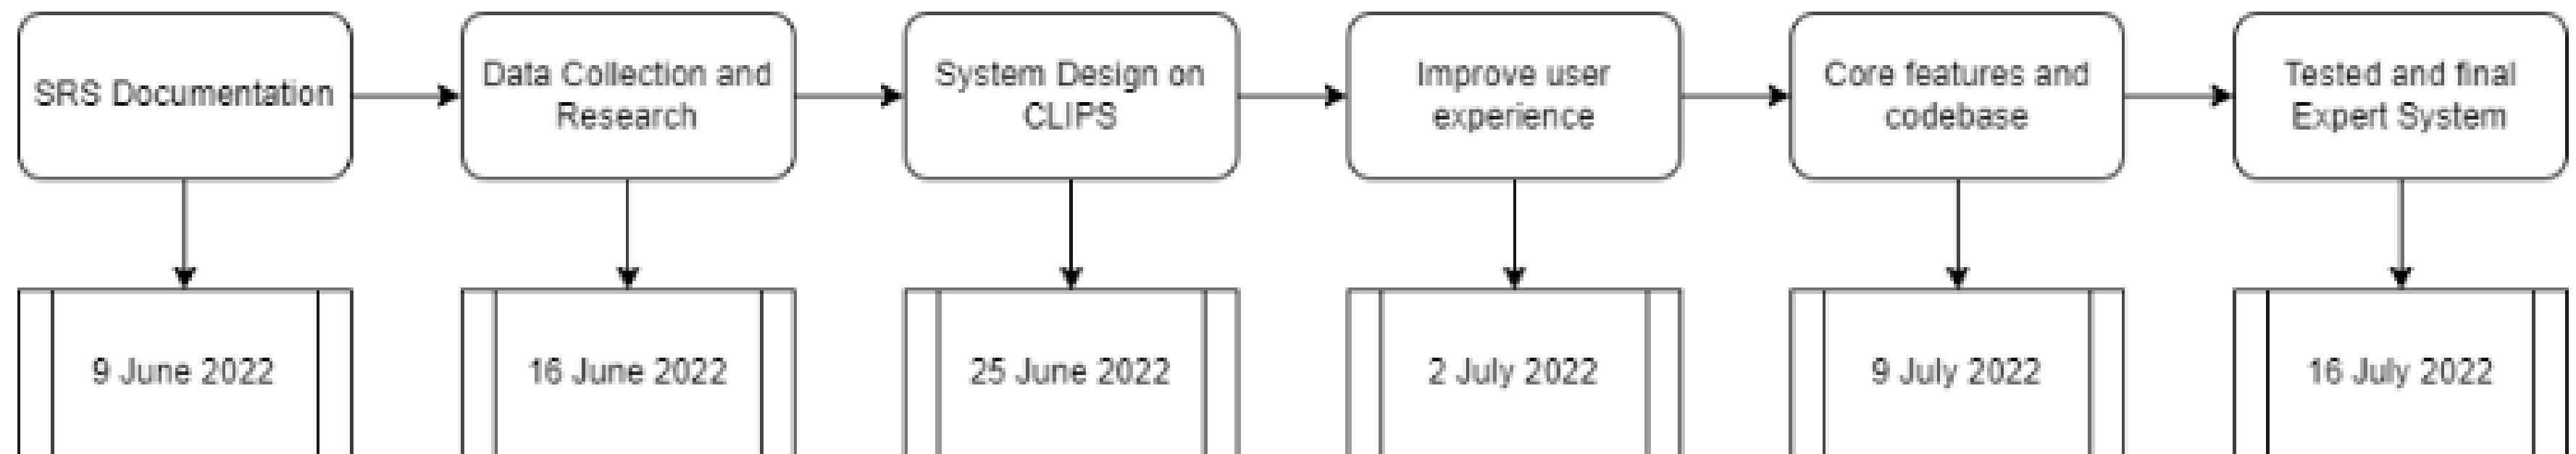 SRS Documentation
Data Collection and
Research
System Design on
CLIPS
Improve user
experience
Core features and
codebase
Tested and final
Expert System
9 June 2022
16 June 2022
25 June 2022
2 July 2022
9 July 2022
16 July 2022